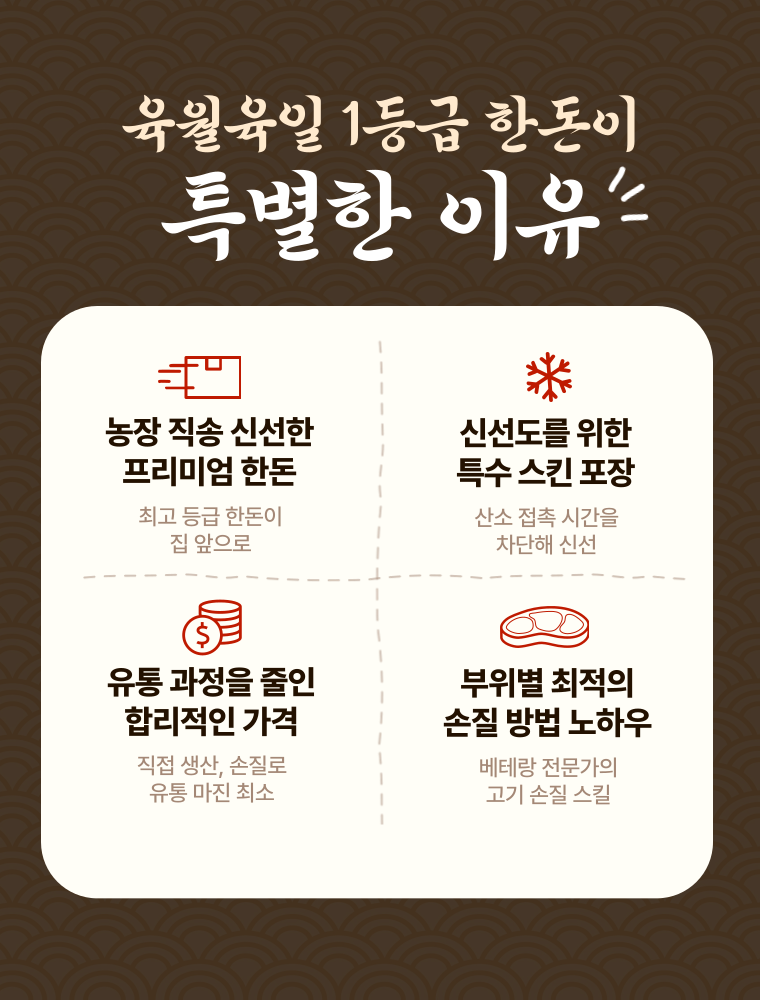 육월육일 1등급 한돈이
특별한 이유
농장 직송 신선한
프리미엄 한돈
최고 등급 한돈이
집 앞으로
신선도를 위한
특수 스킨 포장
산소 접촉 시간을
차단해 신선
$
유통 과정을 줄인
합리적인 가격
직접 생산, 손질로
유통 마진 최소
부위별 최적의
손질 방법 노하우
베테랑 전문가의
고기 손질 스킬